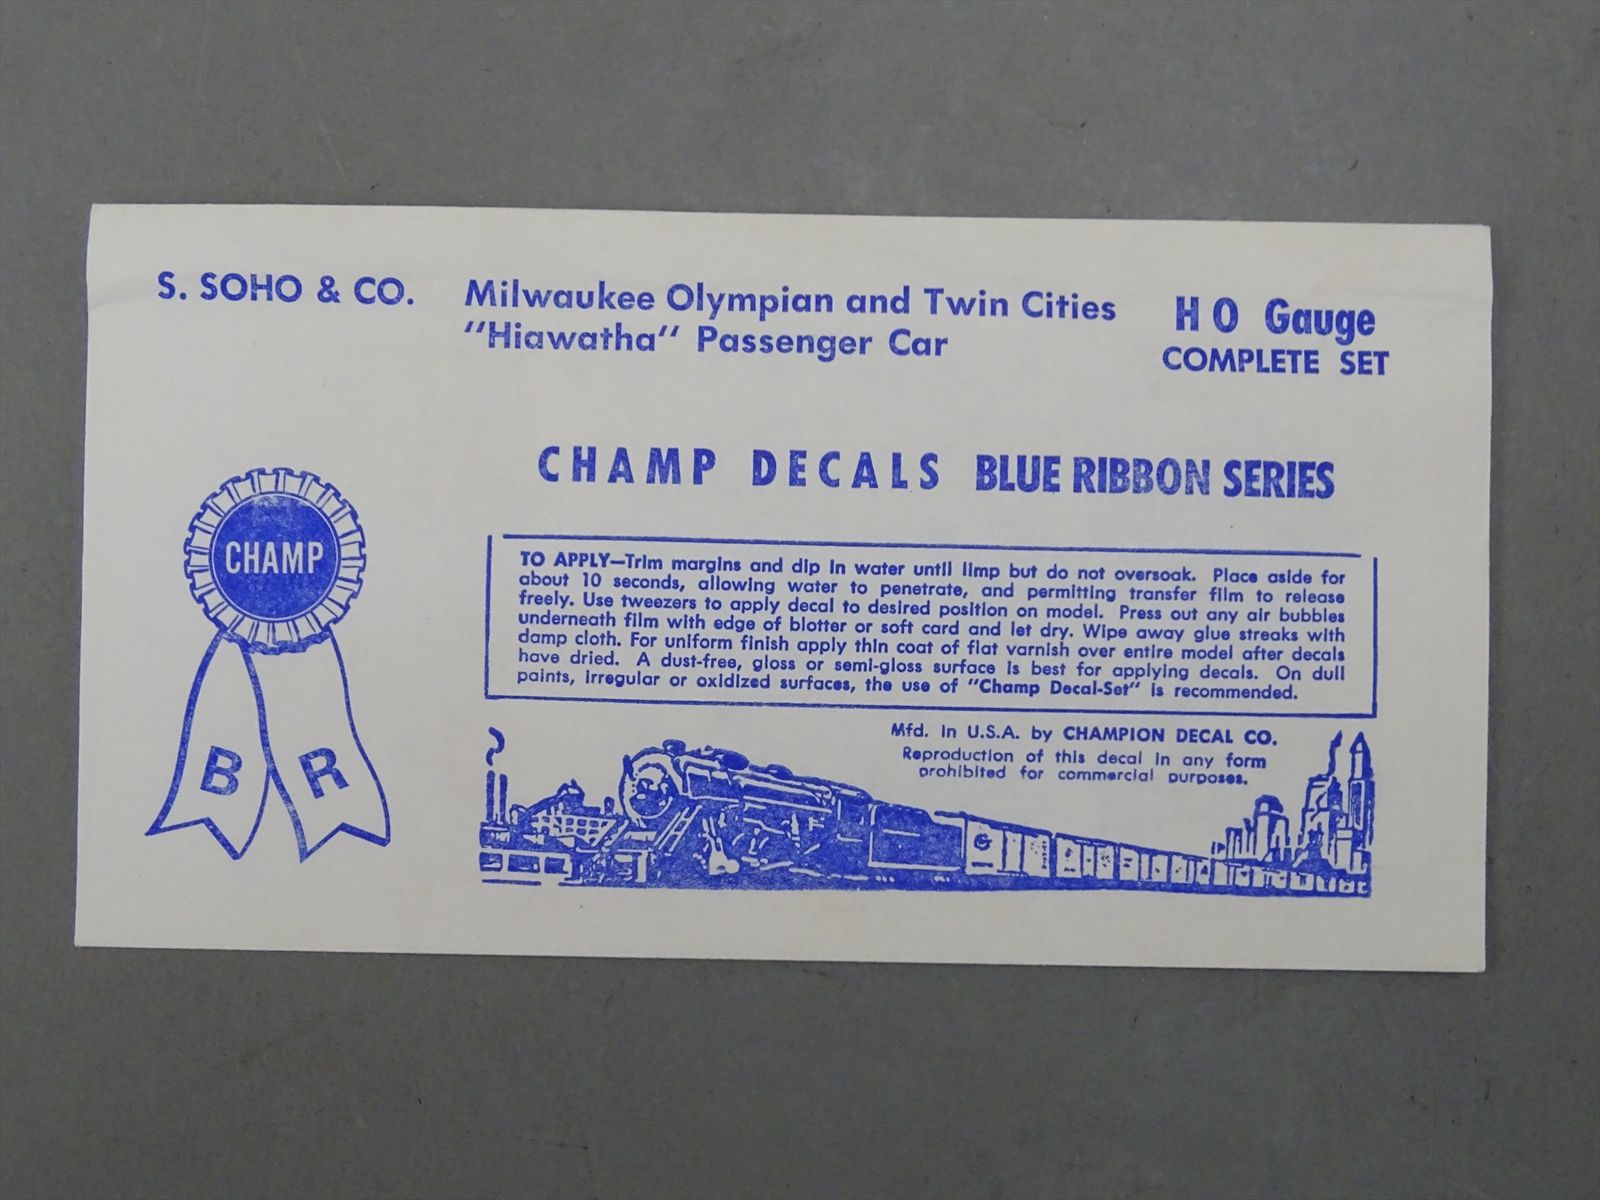 S. SOHO & CO.
Milwaukee Olympian and Twin Cities
"Hiawatha" Passenger Car
HO Gauge
COMPLETE SET
CHAMP DECALS BLUE RIBBON SERIES
CHAMP
B R
TO APPLY—Trim margins and dip in water until limp but do not oversoak. Place aside for
about 10 seconds, allowing water to penetrate, and permitting transfer film to release
freely. Use tweezers to apply decal to desired position on model. Press out any air bubbles
underneath film with edge of blotter or soft card and let dry. Wipe away glue streaks with
damp cloth. For uniform finish apply thin coat of flat varnish over entire model after decals
have dried. A dust-free, gloss or semi-gloss surface is best for applying decals. On dull
paints, irregular or oxidized surfaces, the use of "Champ Decal-Set" is recommended.
Mfd. in U.S.A. by CHAMPION DECAL CO.
Reproduction of this decal in any form
prohibited for commercial purposes.